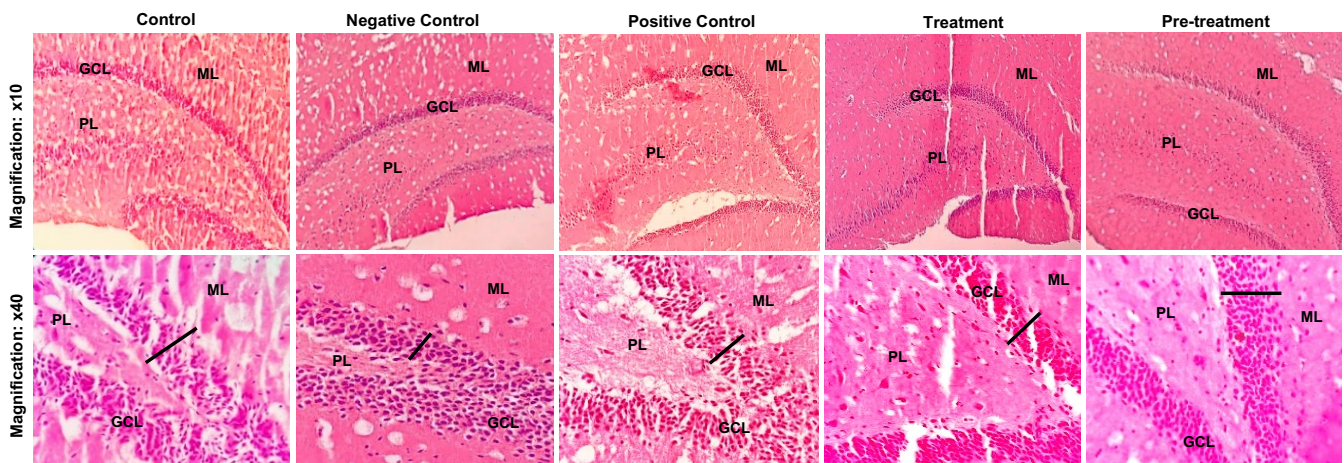 Control
Negative Control
Positive Control
Treatment
Pre-treatment
Magnification: x10
GCL
ML
PL
ML
GCL
PL
GCL
ML
PL
ML
GCL
PL
ML
PL
GCL
Magnification: x40
ML
PL
GCL
ML
PL
GCL
ML
PL
GCL
ML
GCL
PL
PL
ML
GCL